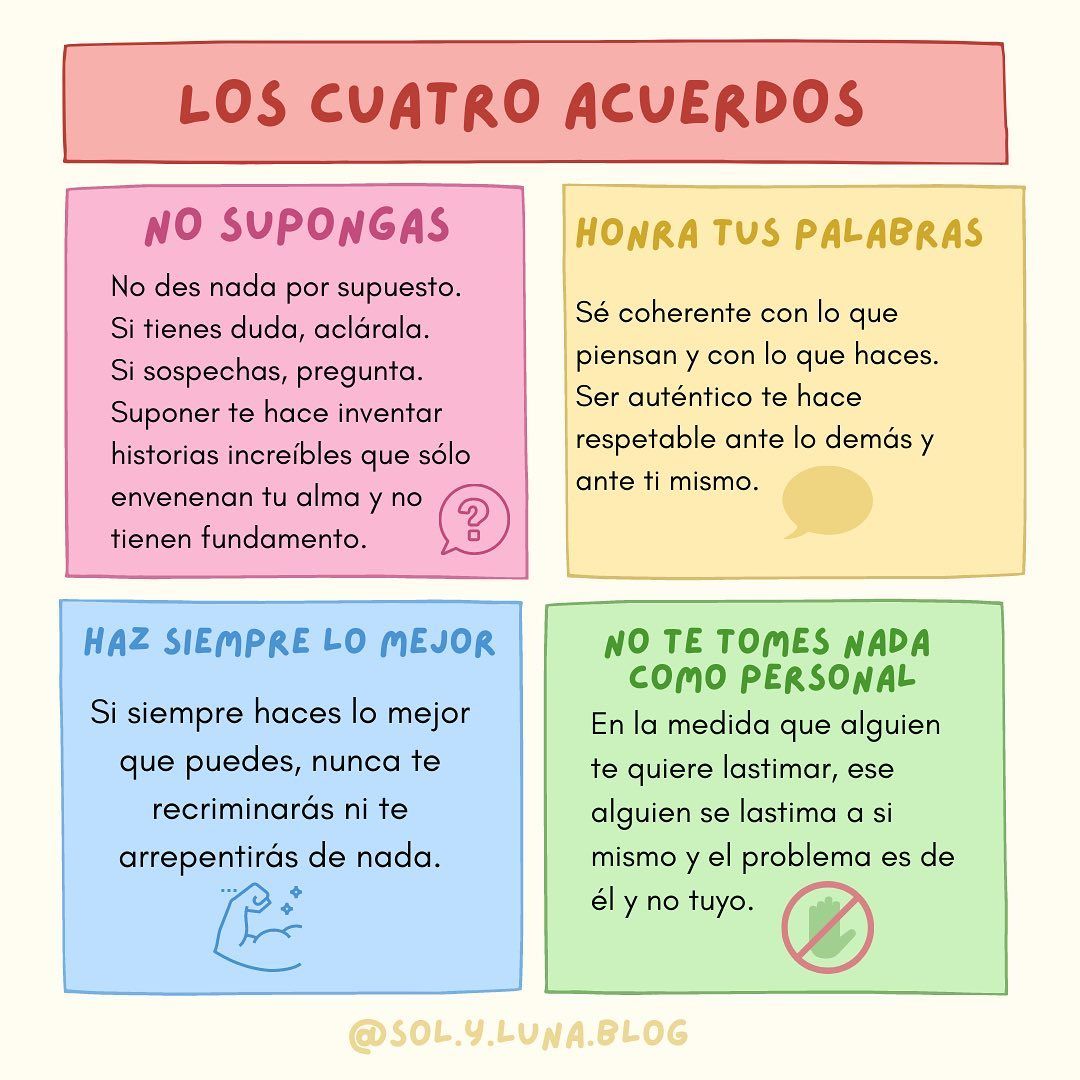 LOS CUATRO ACUERDOS
NO SUPONGAS
No des nada por supuesto.
Si tienes duda, aclárala.
Si sospechas, pregunta.
Suponer te hace inventar
historias increíbles que sólo
envenenan tu alma y no
tienen fundamento.
?
HONRA TUS PALABRAS
Sé coherente con lo que
piensan y con lo que haces.
Ser auténtico te hace
respetable ante lo demás y
ante ti mismo.
HAZ SIEMPRE LO MEJOR
Si siempre haces lo mejor
que puedes, nunca te
recriminarás ni te
arrepentirás de nada.
NO TE TOMES NADA
COMO PERSONAL
En la medida que alguien
te quiere lastimar, ese
alguien se lastima a si
mismo y el problema es de
él y no tuyo.
@SOL.Y.LUNA.BLOG